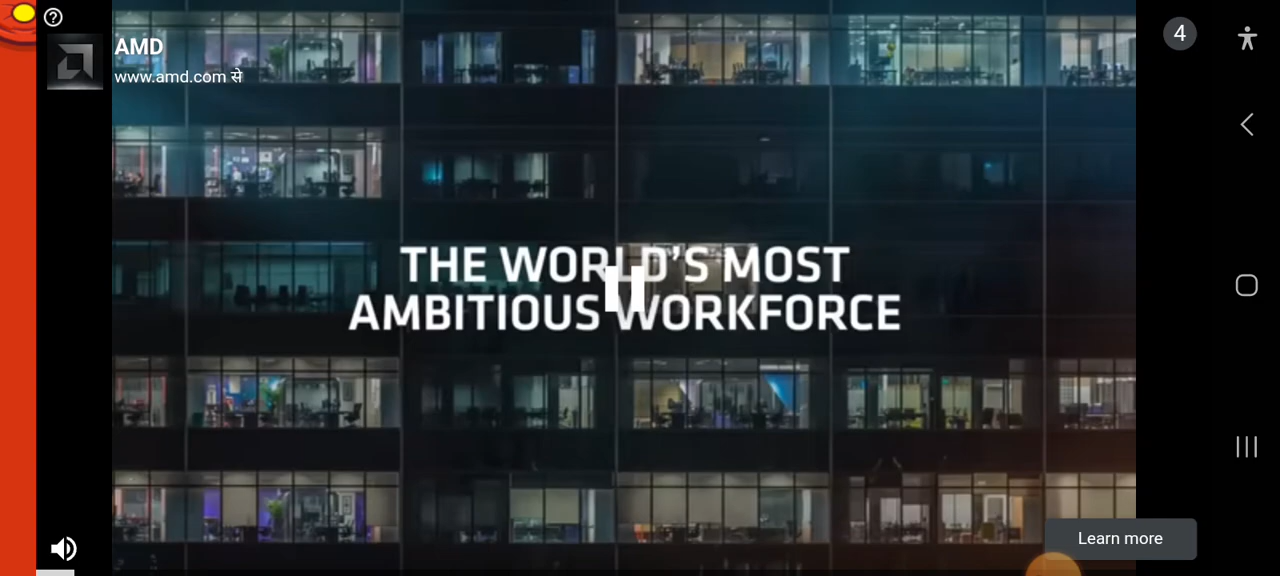 AMD
www.amd.com से
4
THE WORLD'S MOST
AMBITIOUS WORKFORCE
Learn more